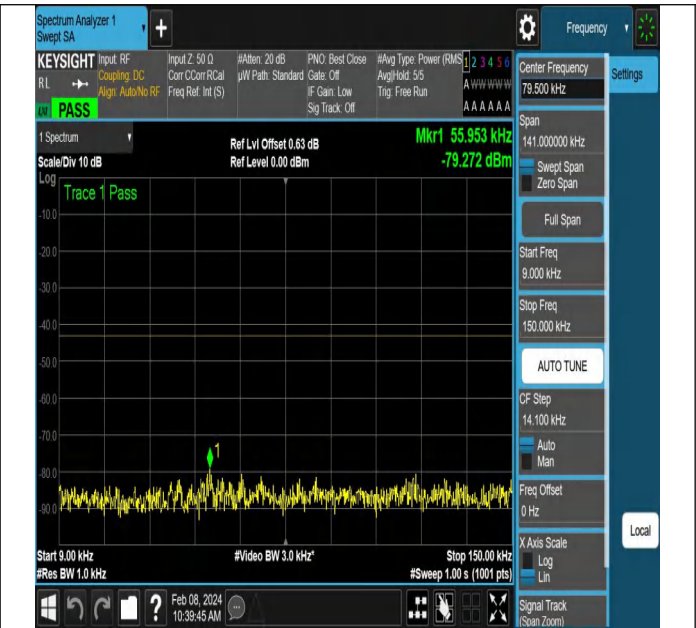 Spectrum Analyzer 1
Swept SA
+
Frequency
KEYSIGHT
RL
PASS
Input: RF
Coupling: DC
Align: Auto/No RF
Input Z: 50 Ω
Corr CCorr RCal
Freq Ref: Int (S)
#Atten: 20 dB
µW Path: Standard
PNO: Best Close
Gate: Off
IF Gain: Low
Sig Track: Off
#Avg Type: Power (RMS
Avg|Hold: 5/5
Trig: Free Run
1 2 3 4 5 6
A W W W W W
A A A A A A
1 Spectrum
Scale/Div 10 dB
Ref Lvl Offset 0.63 dB
Ref Level 0.00 dBm
Mkr1 55.953 kHz
-79.272 dBm
Log
Trace 1 Pass
-10.0
-20.0
-30.0
-40.0
-50.0
-60.0
-70.0
-80.0
-90.0
1
Start 9.00 kHz
#Res BW 1.0 kHz
#Video BW 3.0 kHz*
Stop 150.00 kHz
#Sweep 1.00 s (1001 pts)
?
Feb 08, 2024
10:39:45 AM
Center Frequency
79.500 kHz
Settings
Span
141.000000 kHz
Swept Span
Zero Span
Full Span
Start Freq
9.000 kHz
Stop Freq
150.000 kHz
AUTO TUNE
CF Step
14.100 kHz
Auto
Man
Freq Offset
0 Hz
X Axis Scale
Log
Lin
Signal Track
(Span Zoom)
Local